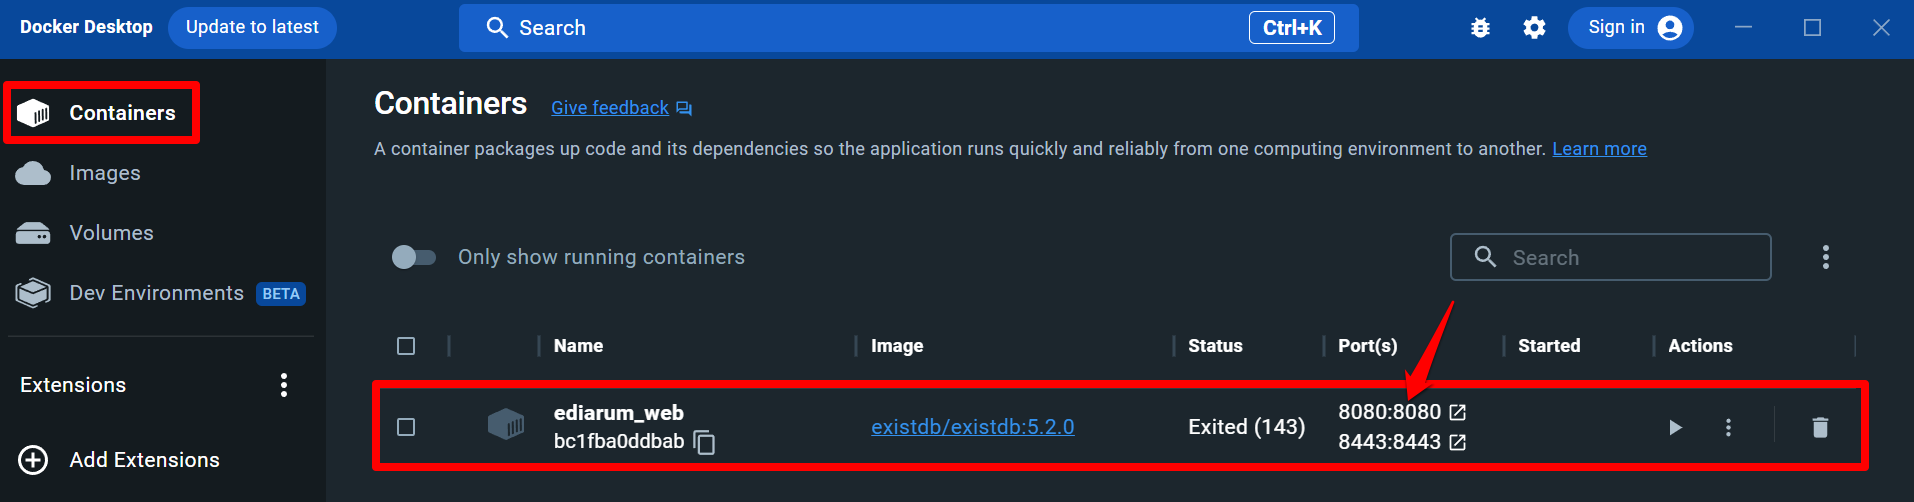 Docker Desktop Update to latest Search Ctrl+K Sign in
Containers
Images
Volumes
Dev Environments BETA
Extensions
Add Extensions
Containers Give feedback
A container packages up code and its dependencies so the application runs quickly and reliably from one computing environment to another. Learn more
Only show running containers Search
Name Image Status Port(s) Started Actions
ediarum_web existdb/existdb:5.2.0 Exited (143) 8080:8080
bc1fba0ddbab 8443:8443